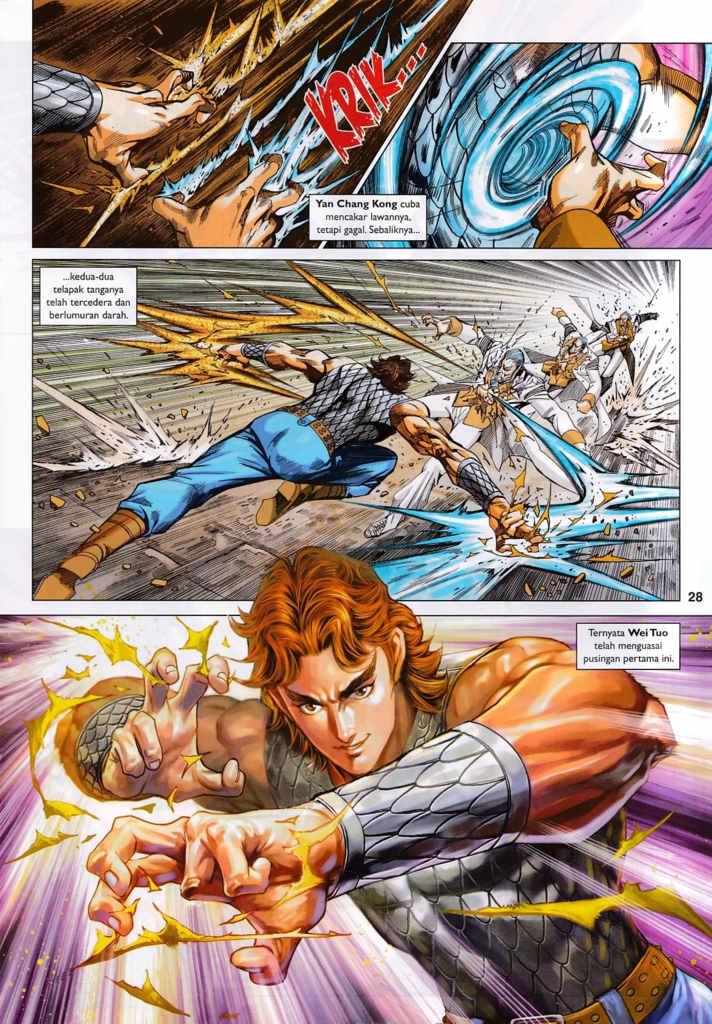 KRIK...
Yan Chang Kong cuba
mencakar lawannya,
tetapi gagal. Sebaliknya...
...kedua-dua
telapak tanganya
telah tercedera dan
berlumuran darah.
28
Ternyata Wei Tuo
telah menguasai
pusingan pertama ini.